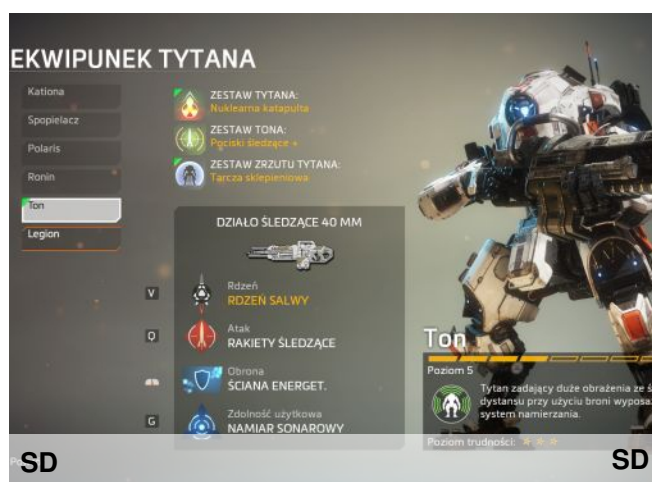 EKWIPUNEK TYTANA
Kationa
Spopielacz
Polaris
Ronin
Ton
Legion
ZESTAW TYTANA:
Nuklearna katapulta
ZESTAW TONA:
Pociski śledzące +
ZESTAW ZRZUTU TYTANA:
Tarcza sklepieniowa
DZIAŁO ŚLEDZĄCE 40 MM
V
Rdzeń
RDZEŃ SALWY
Q
Atak
RAKIETY ŚLEDZĄCE
Obrona
ŚCIANA ENERGET.
G
Zdolność użytkowa
NAMIAR SONAROWY
Ton
Poziom 5
Tytan zadający duże obrażenia ze ś
dystansu przy użyciu broni wyposa
system namierzania.
Poziom trudności:
SD
SD